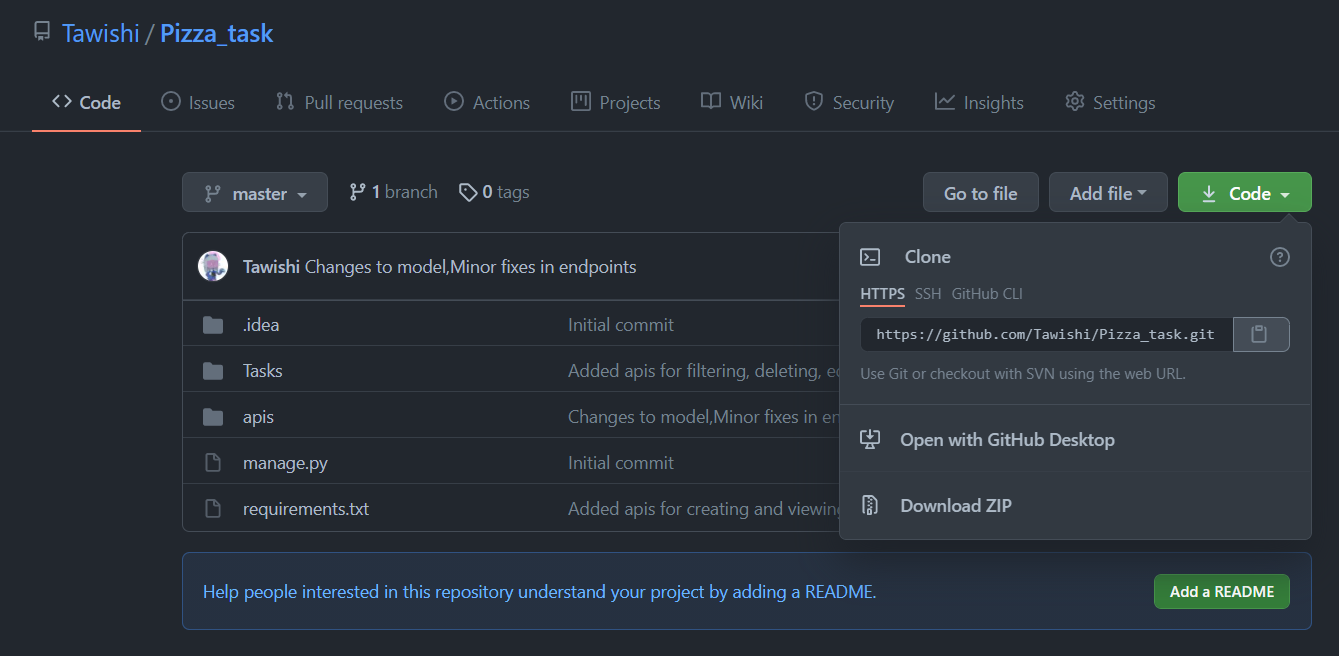 Tawishi / Pizza_task
Code Issues Pull requests Actions Projects Wiki Security Insights Settings
master 1 branch 0 tags Go to file Add file Code
Tawishi Changes to model,Minor fixes in endpoints
.idea Initial commit
Tasks Added apis for filtering, deleting,
apis Changes to model,Minor fixes in
manage.py Initial commit
requirements.txt Added apis for creating and viewing
Clone
HTTPS SSH GitHub CLI
https://github.com/Tawishi/Pizza_task.git
Use Git or checkout with SVN using the web URL.
Open with GitHub Desktop
Download ZIP
Help people interested in this repository understand your project by adding a README. Add a README